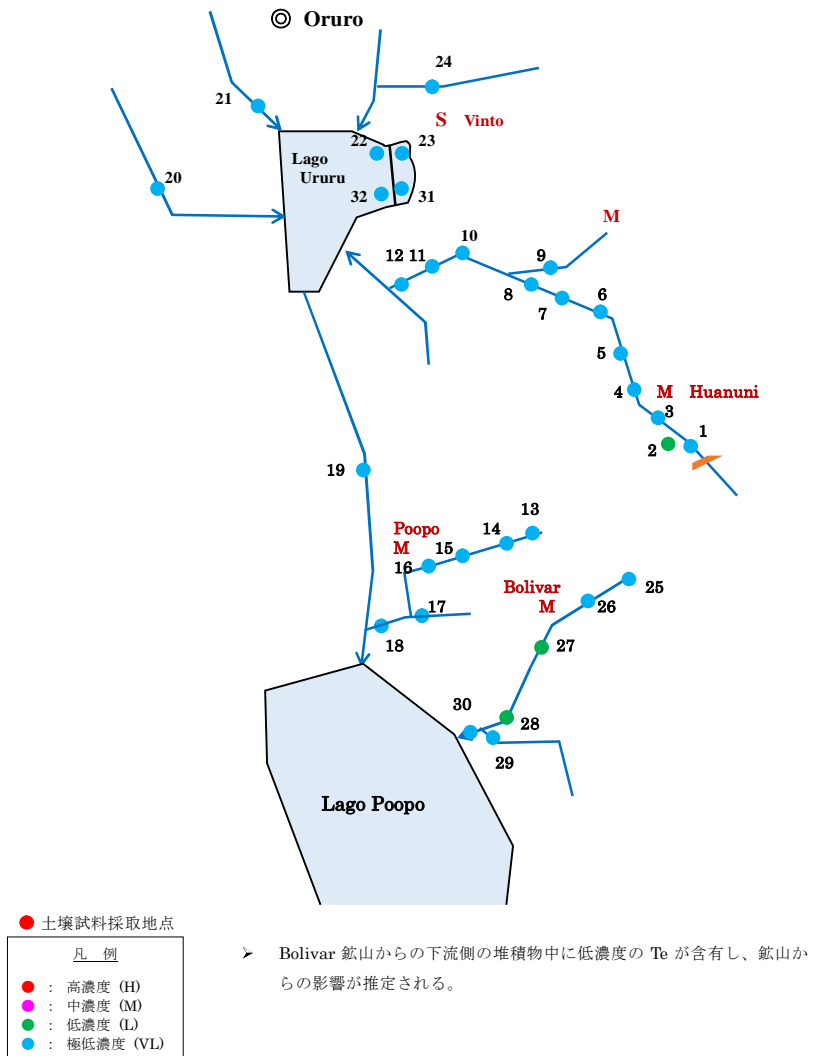 ◎ Oruro
24
21
S Vinto
22
23
Lago
Ururu
20
32
31
M
10
12 11
9
8
7
6
5
4
M Huanuni
3
1
2
19
13
Poopo
M
14
15
16
Bolivar
M
25
26
17
18
27
30
28
29
Lago Poopo
● 土壌試料採取地点
凡 例
● : 高濃度 (H)
● : 中濃度 (M)
● : 低濃度 (L)
● : 極低濃度 (VL)
➢ Bolivar 鉱山からの下流側の堆積物中に低濃度の Te が含有し、鉱山か
らの影響が推定される。